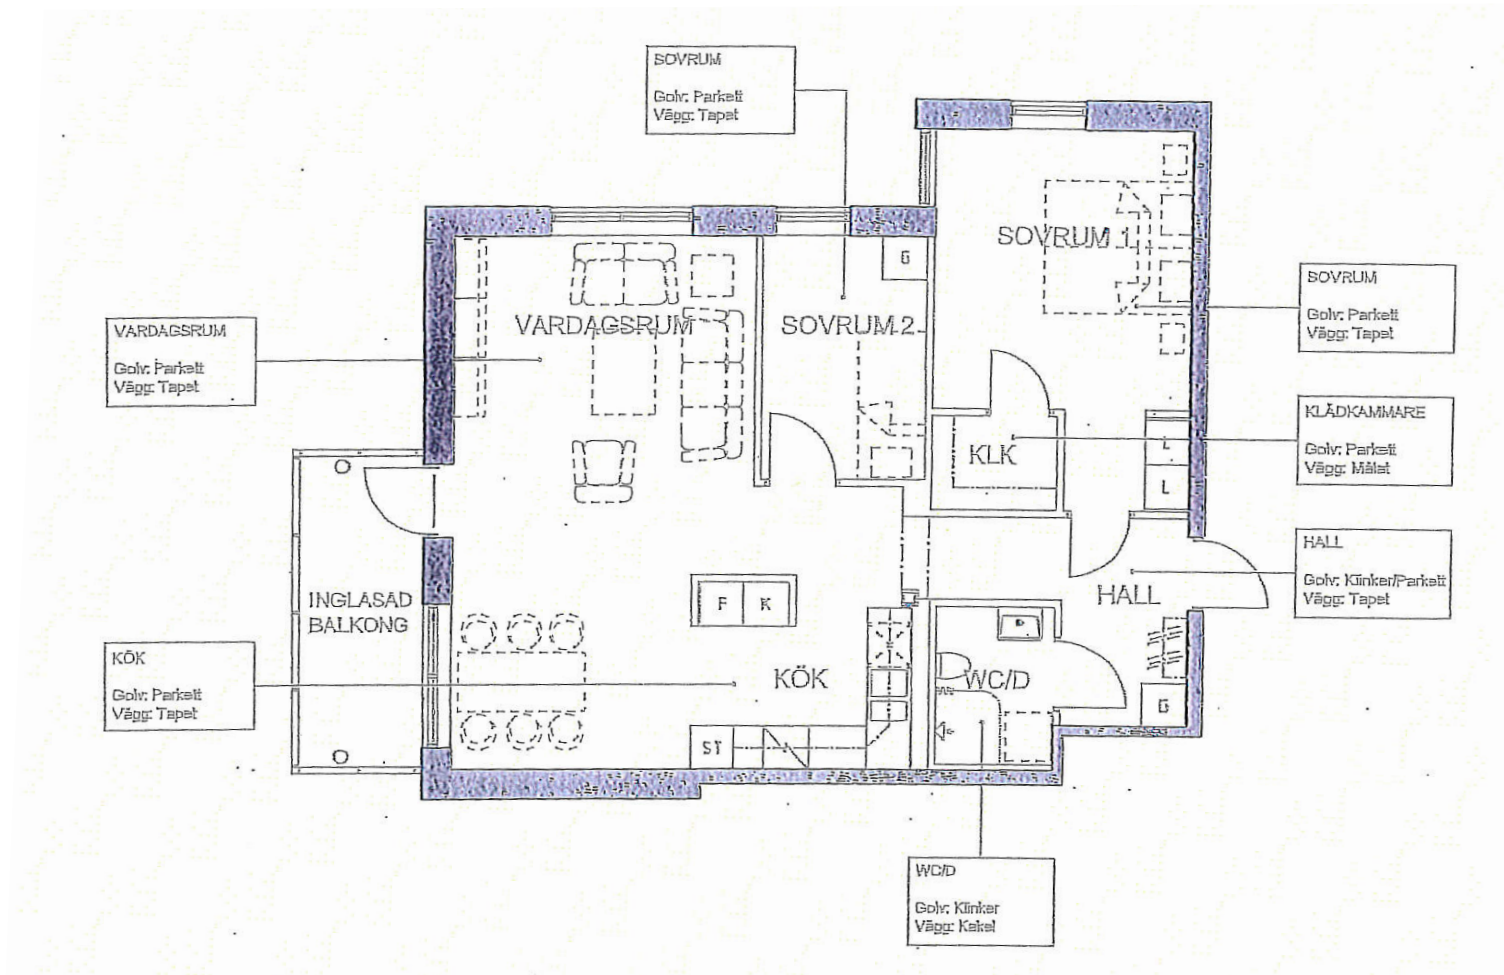 SOVRUM
Golv: Parkett
Vägg: Tapet
SOVRUM 1
G
SOVRUM
Golv: Parkett
Vägg: Tapet
VARDAGSRUM
Golv: Parkett
Vägg: Tapet
VARDAGSRUM
SOVRUM 2
KLÄDKAMMARE
Golv: Parkett
Vägg: Målat
KLK
L
L
HALL
Golv: Klinker/Parkett
Vägg: Tapet
INGLASAD
BALKONG
F
K
HALL
KÖK
Golv: Parkett
Vägg: Tapet
KÖK
WC/D
G
ST
WC/D
Golv: Klinker
Vägg: Kakel